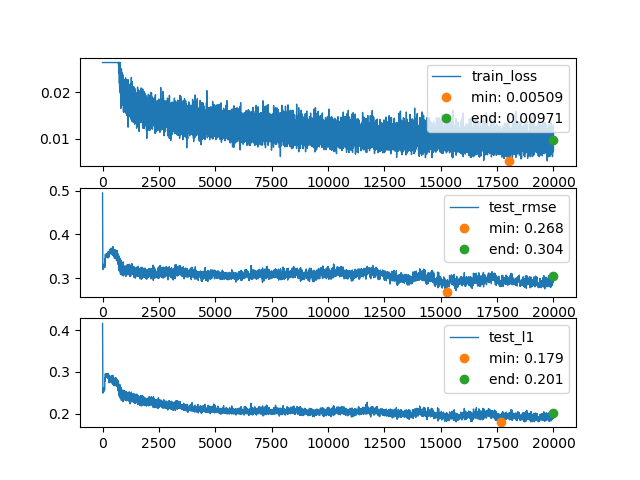 train_loss
min: 0.00509
end: 0.00971
0.02
0.01
0 2500 5000 7500 10000 12500 15000 17500 20000
test_rmse
min: 0.268
end: 0.304
0.5
0.4
0.3
0 2500 5000 7500 10000 12500 15000 17500 20000
test_l1
min: 0.179
end: 0.201
0.4
0.3
0.2
0 2500 5000 7500 10000 12500 15000 17500 20000